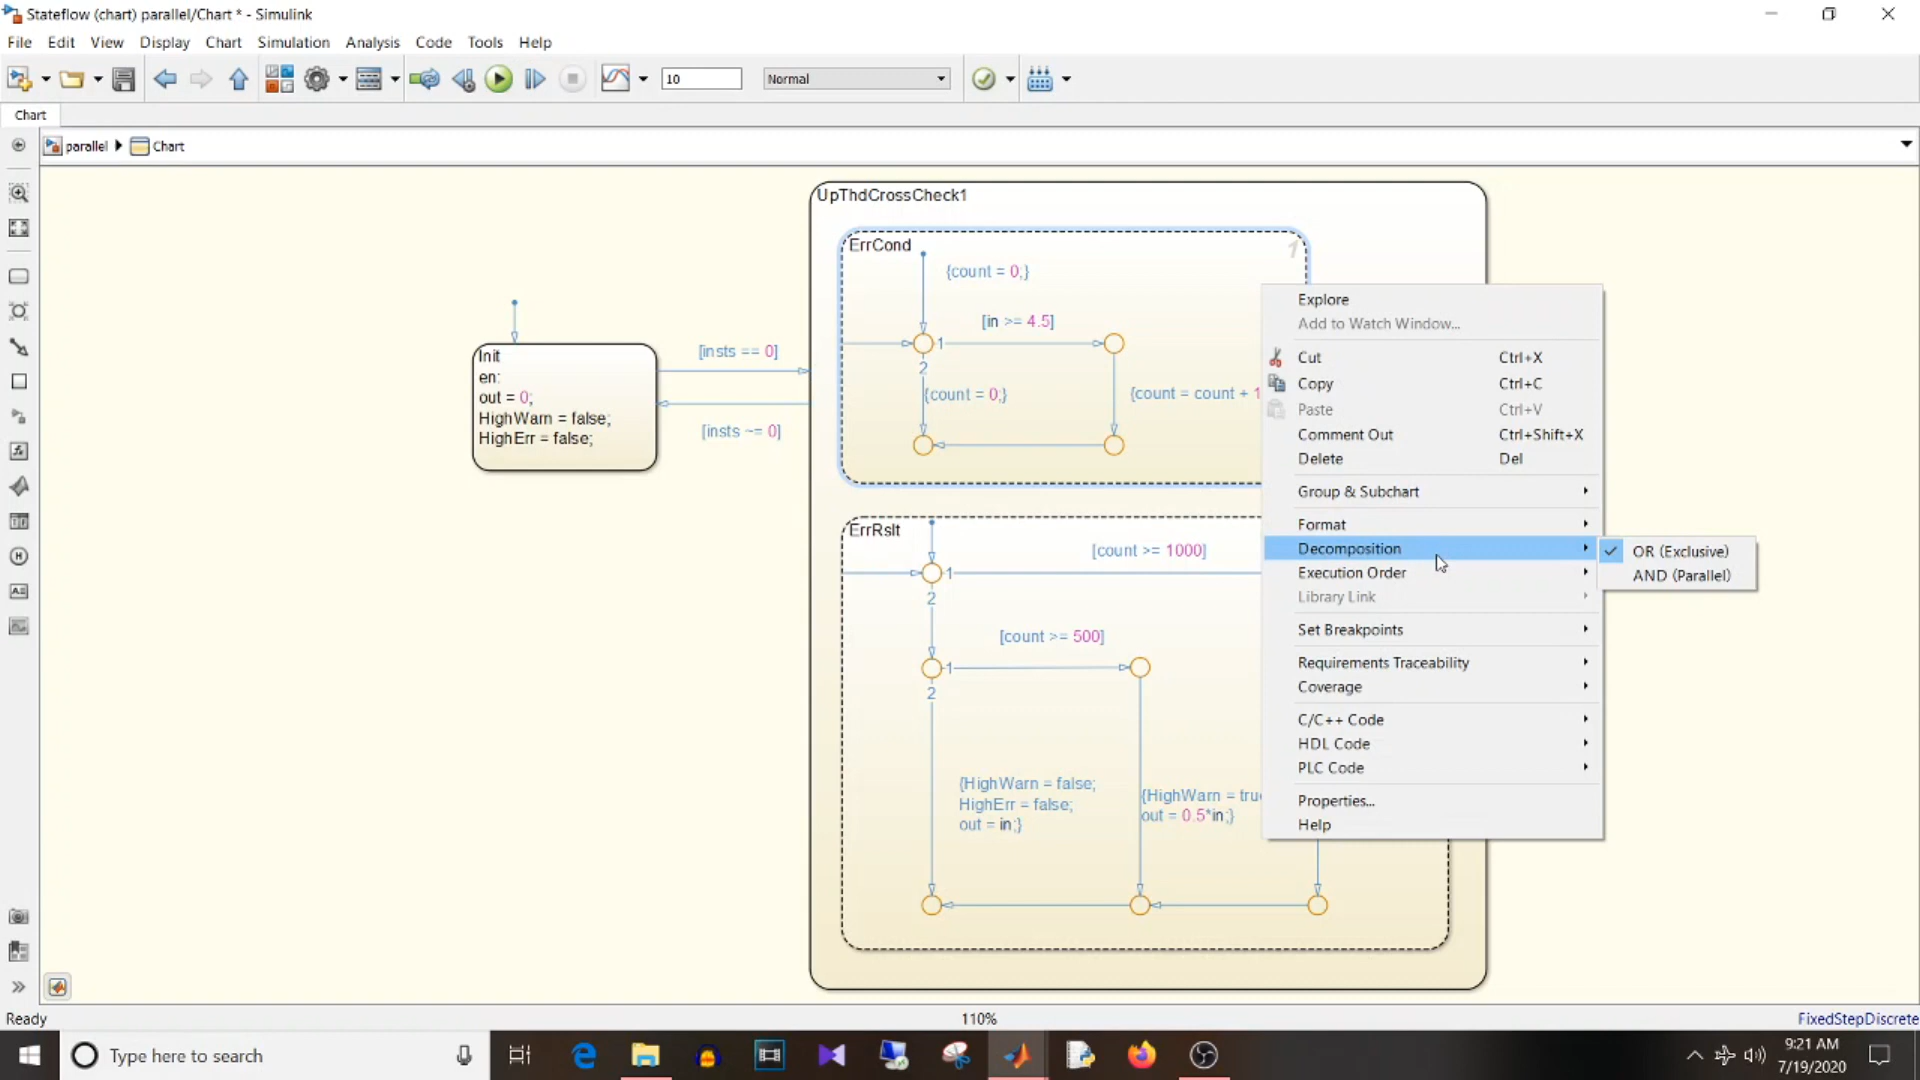 Stateflow (chart) parallel/Chart * - Simulink
File Edit View Display Chart Simulation Analysis Code Tools Help
10 Normal
Chart
parallel Chart
UpThdCrossCheck1
ErrCond
1
{count = 0;}
[in >= 4.5]
1
2
{count = 0;}
{count = count + 1
Init
en:
out = 0;
HighWarn = false;
HighErr = false;
[insts == 0]
[insts ~= 0]
ErrRslt
[count >= 1000]
1
2
[count >= 500]
1
2
{HighWarn = false;
HighErr = false;
out = in;}
{HighWarn = tru
out = 0.5*in;}
Explore
Add to Watch Window...
Cut Ctrl+X
Copy Ctrl+C
Paste Ctrl+V
Comment Out Ctrl+Shift+X
Delete Del
Group & Subchart
Format
Decomposition
Execution Order
Library Link
Set Breakpoints
Requirements Traceability
Coverage
C/C++ Code
HDL Code
PLC Code
Properties...
Help
OR (Exclusive)
AND (Parallel)
Ready 110% FixedStepDiscrete
Type here to search
9:21 AM
7/19/2020